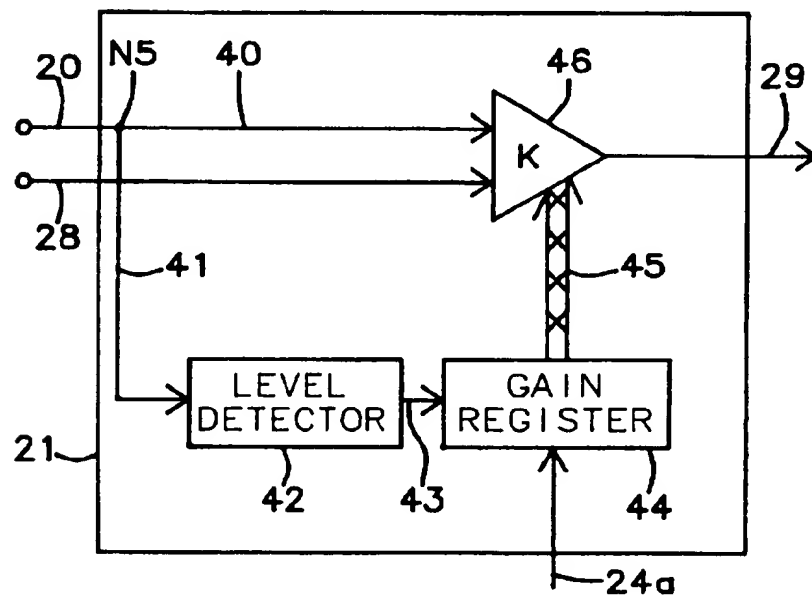 20
N5
40
46
29
K
28
41
45
LEVEL
DETECTOR
GAIN
REGISTER
21
42
43
44
24a